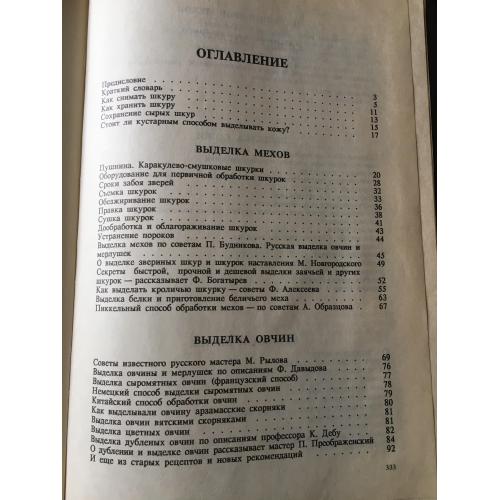 ОГЛАВЛЕНИЕ
Предисловие 3
Краткий словарь 5
Как снимать шкуру 11
Как хранить шкуру 13
Сохранение сырых шкур 15
Стоит ли кустарным способом выделывать кожу? 17
ВЫДЕЛКА МЕХОВ
Пушнина. Каракулево-смушковые шкурки 20
Оборудование для первичной обработки шкурок 28
Сроки забоя зверей 32
Съемка шкурок 33
Обезжиривание шкурок 36
Правка шкурок 38
Сушка шкурок 41
Дообработка и облагораживание шкурок 43
Устранение пороков 44
Выделка мехов по советам П. Будникова. Русская выделка овчин и
мерлушек 45
О выделке звериных шкур и шкурок наставления М. Новгородского 49
Секреты быстрой, прочной и дешевой выделки заячьей и других
шкурок — рассказывает Ф. Богатырев 52
Как выделать кроличью шкурку — советы Ф. Алексеева 55
Выделка белки и приготовление беличьего меха 63
Пиккельный способ обработки мехов — по советам А. Образцова 67
ВЫДЕЛКА ОВЧИН
Советы известного русского мастера М. Рылова 69
Выделка овчины и мерлушек по описаниям Ф. Давыдова 76
Выделка сыромятных овчин (французский способ) 77
Немецкий способ выделки сыромятных овчин 78
Китайский способ обработки овчин 79
Как выделывали овчину арзамасские скорняки 80
Выделка овчин вятскими скорняками 81
Выделка цветных овчин 81
Выделка дубленых овчин по описаниям профессора К. Дебу 82
О дублении и выделке овчин рассказывает мастер П. Преображенский 84
И еще из старых рецептов и новых рекомендаций 92
333